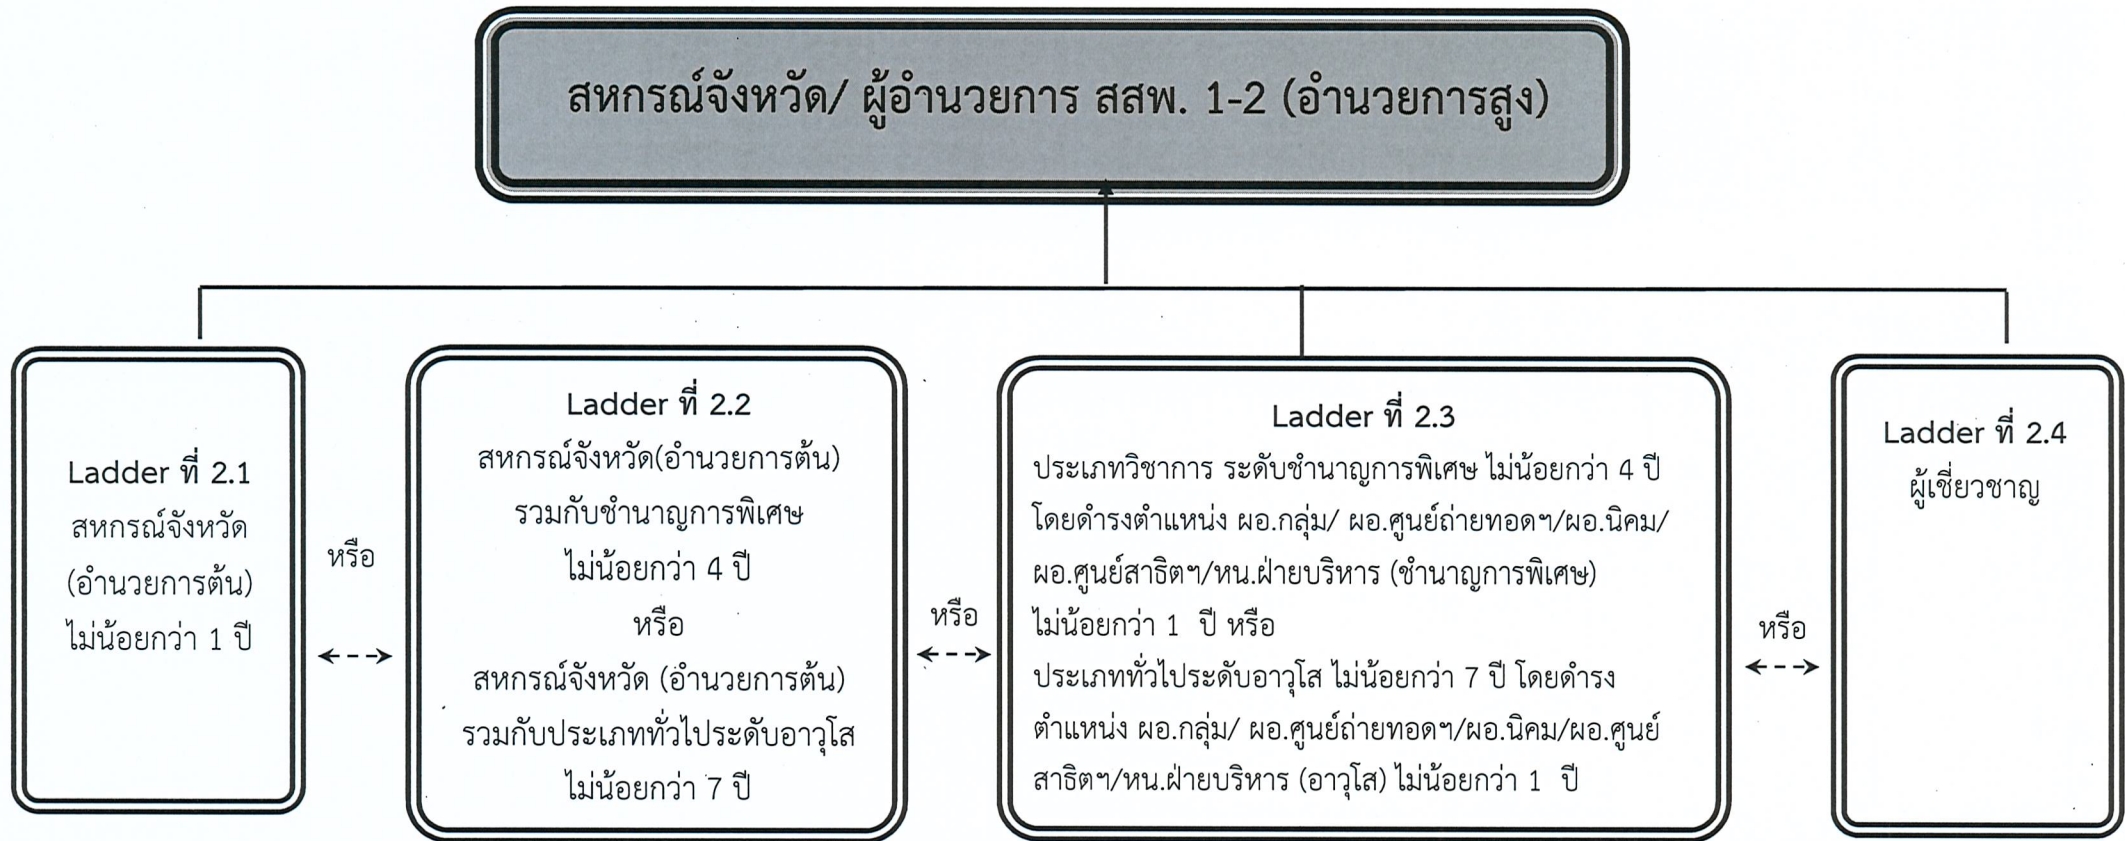 สหกรณ์จังหวัด/ ผู้อำนวยการ สสพ. 1-2 (อำนวยการสูง)
Ladder ที่ 2.1
สหกรณ์จังหวัด
(อำนวยการต้น)
ไม่น้อยกว่า 1 ปี
หรือ
Ladder ที่ 2.2
สหกรณ์จังหวัด(อำนวยการต้น)
รวมกับชำนาญการพิเศษ
ไม่น้อยกว่า 4 ปี
หรือ
สหกรณ์จังหวัด (อำนวยการต้น)
รวมกับประเภททั่วไประดับอาวุโส
ไม่น้อยกว่า 7 ปี
หรือ
Ladder ที่ 2.3
ประเภทวิชาการ ระดับชำนาญการพิเศษ ไม่น้อยกว่า 4 ปี
โดยดำรงตำแหน่ง ผอ.กลุ่ม/ ผอ.ศูนย์ถ่ายทอดฯ/ผอ.นิคม/
ผอ.ศูนย์สาธิตฯ/หน.ฝ่ายบริหาร (ชำนาญการพิเศษ)
ไม่น้อยกว่า 1 ปี หรือ
ประเภททั่วไประดับอาวุโส ไม่น้อยกว่า 7 ปี โดยดำรง
ตำแหน่ง ผอ.กลุ่ม/ ผอ.ศูนย์ถ่ายทอดฯ/ผอ.นิคม/ผอ.ศูนย์
สาธิตฯ/หน.ฝ่ายบริหาร (อาวุโส) ไม่น้อยกว่า 1 ปี
หรือ
Ladder ที่ 2.4
ผู้เชี่ยวชาญ